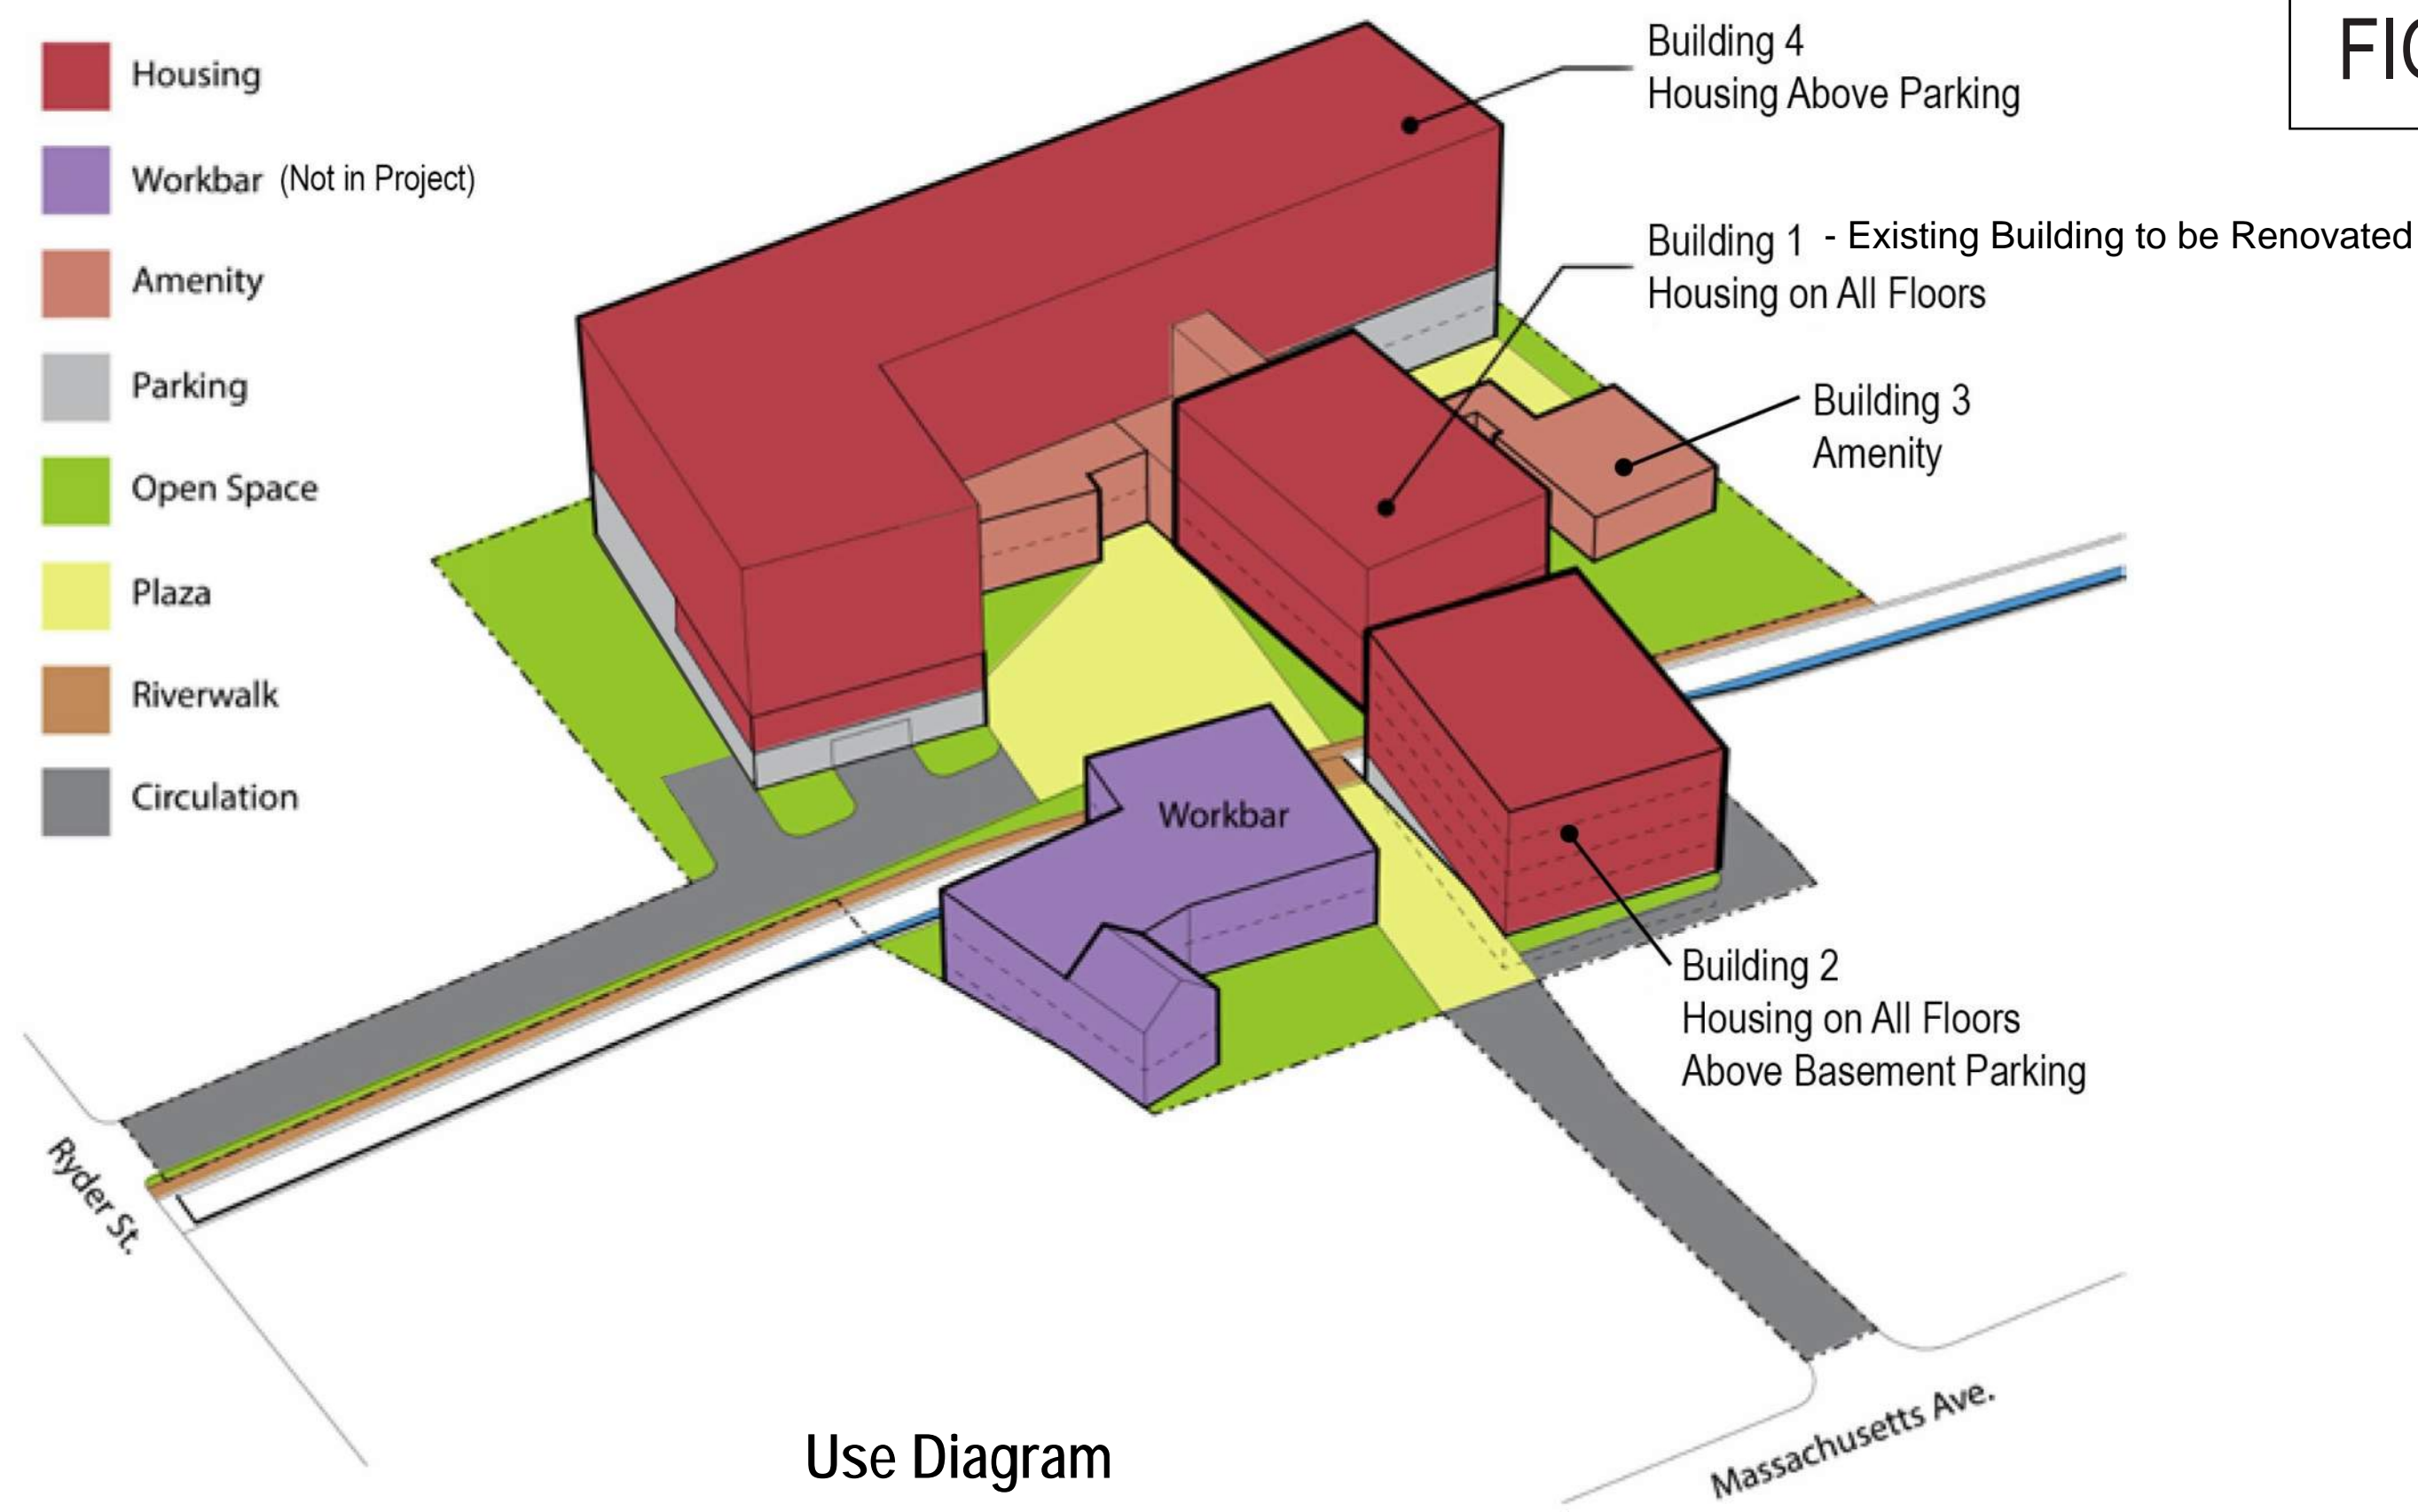 Housing
Workbar (Not in Project)
Amenity
Parking
Open Space
Plaza
Riverwalk
Circulation
Building 4
Housing Above Parking
Building 1 - Existing Building to be Renovated
Housing on All Floors
Building 3
Amenity
Workbar
Building 2
Housing on All Floors
Above Basement Parking
Ryder St.
Massachusetts Ave.
Use Diagram